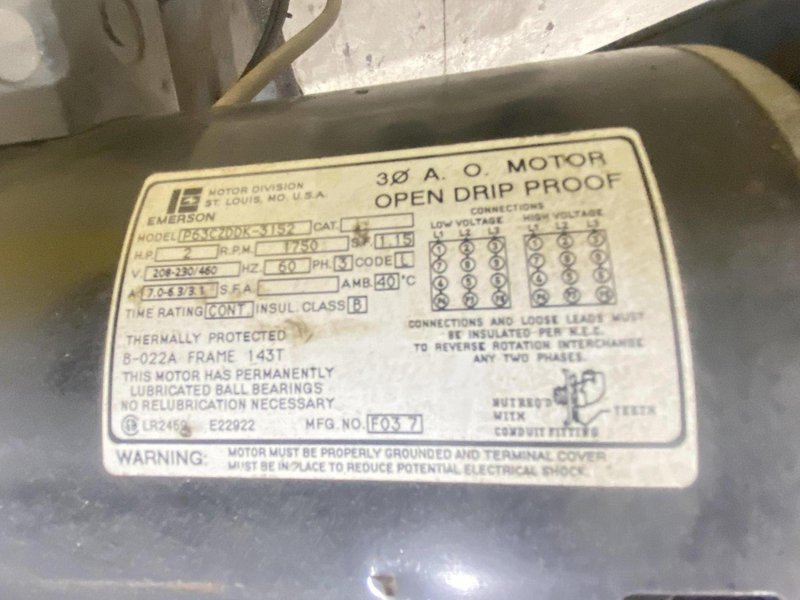 MOTOR DIVISION
ST. LOUIS, MO. U.S.A.
EMERSON
3Ø A. O. MOTOR
OPEN DRIP PROOF
MODEL P63CZDDK-3152 CAT.
H.P. 2 R.P.M. 1750 S.F. 1.15
V. 208-230/460 HZ. 60 PH. 3 CODE L
A. 7.0-6.3/3.1 S.F.A. AMB. 40 °C
TIME RATING CONT. INSUL. CLASS B
THERMALLY PROTECTED
8-022A FRAME 143T
THIS MOTOR HAS PERMANENTLY
LUBRICATED BALL BEARINGS
NO RELUBRICATION NECESSARY
LR2459 E22922 MFG. NO. F03 7
CONNECTIONS
LOW VOLTAGE HIGH VOLTAGE
L1 L2 L3 L1 L2 L3
CONNECTIONS AND LOOSE LEADS MUST
BE INSULATED PER N.E.C.
TO REVERSE ROTATION INTERCHANGE
ANY TWO PHASES.
NUT REQ'D
WITH TEETH
CONDUIT FITTING
WARNING: MOTOR MUST BE PROPERLY GROUNDED AND TERMINAL COVER
MUST BE IN PLACE TO REDUCE POTENTIAL ELECTRICAL SHOCK.